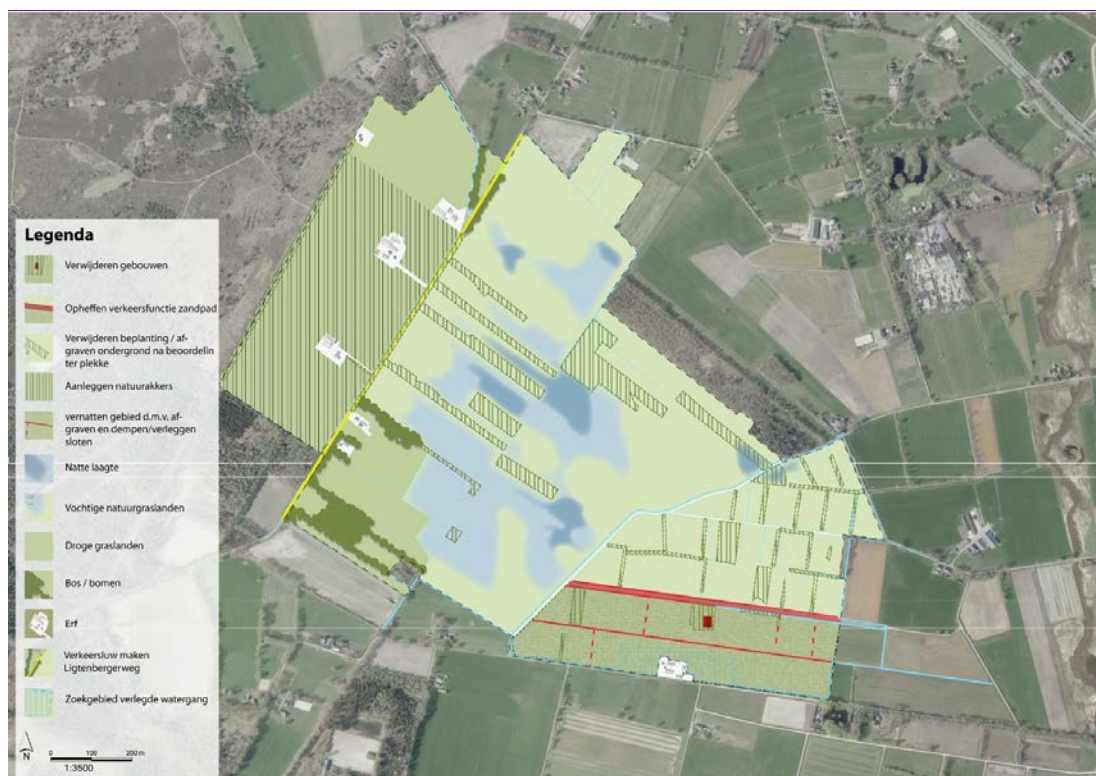 Legenda
Verwijderen gebouwen
Opheffen verkeersfunctie zandpad
Verwijderen beplanting / af-
graven ondergrond na beoordelin
ter plekke
Aanleggen natuurakkers
vernatten gebied d.m.v. af-
graven en dempen/verleggen
sloten
Natte laagte
Vochtige natuurgraslanden
Droge graslanden
Bos / bomen
Erf
Verkeersluw maken
Ligtenbergerweg
Zoekgebied verlegde watergang
N
0 100 200 m
1:3500